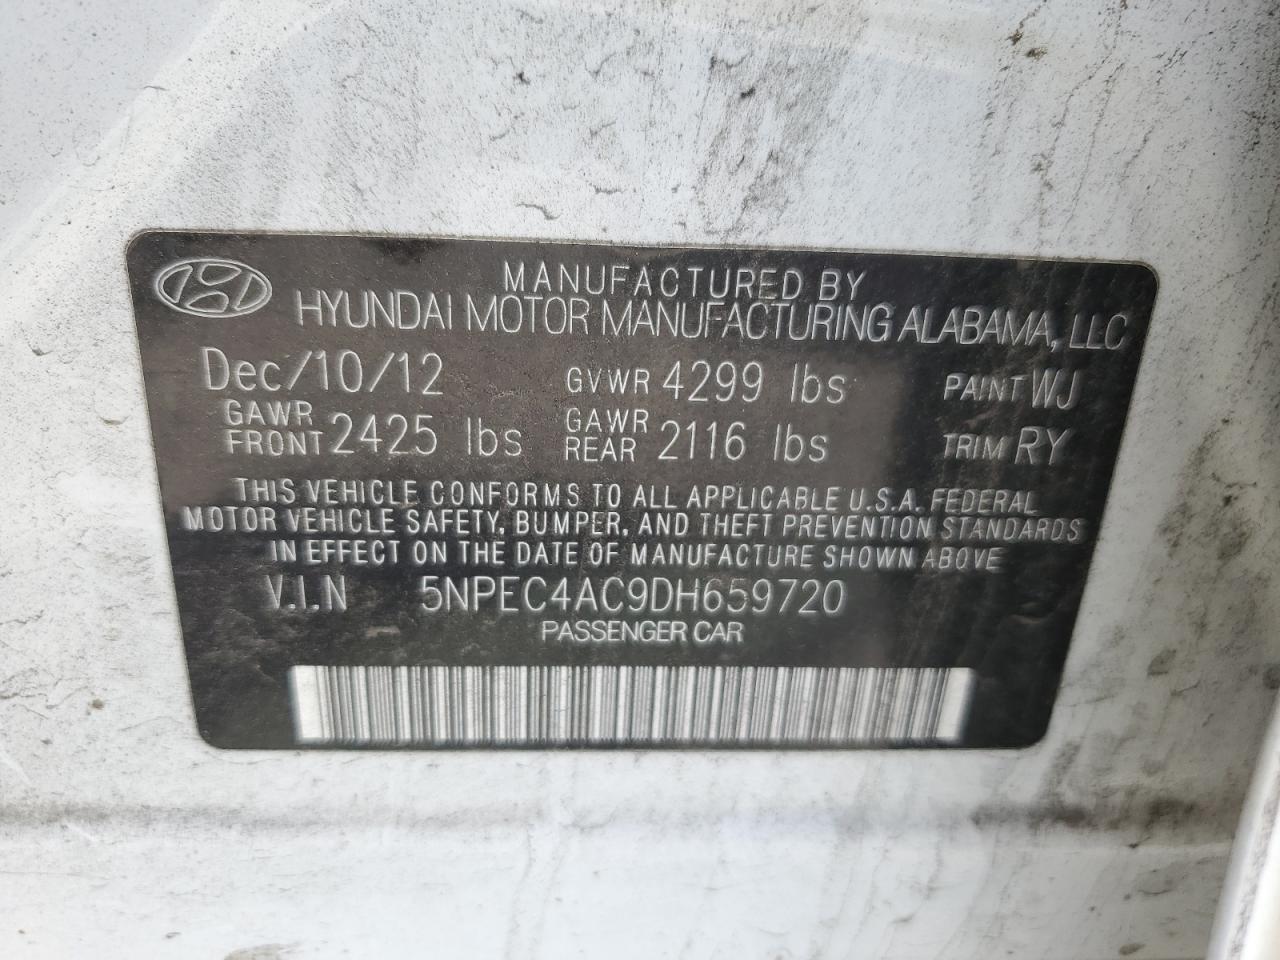 MANUFACTURED BY
HYUNDAI MOTOR MANUFACTURING ALABAMA, LLC
Dec/10/12 GVWR 4299 lbs PAINT WJ
GAWR FRONT 2425 lbs GAWR REAR 2116 lbs TRIM RY
THIS VEHICLE CONFORMS TO ALL APPLICABLE U.S.A. FEDERAL
MOTOR VEHICLE SAFETY, BUMPER, AND THEFT PREVENTION STANDARDS
IN EFFECT ON THE DATE OF MANUFACTURE SHOWN ABOVE
V.I.N 5NPEC4AC9DH659720
PASSENGER CAR